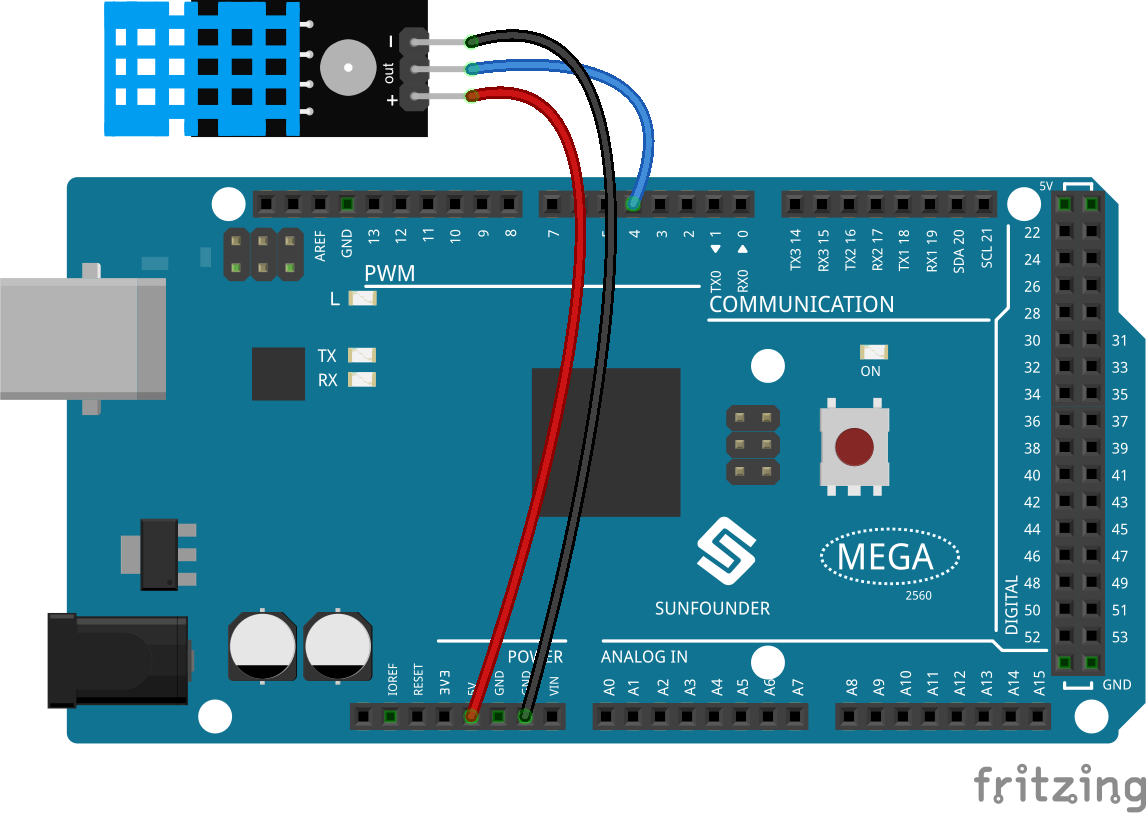 −
out
+
5V
AREF
GND
13
12
11
10
9
8
7
5
4
3
2
TX0 1
RX0 0
TX3 14
RX3 15
TX2 16
RX2 17
TX1 18
RX1 19
SDA 20
SCL 21
PWM
COMMUNICATION
L
TX
RX
ON
22
24
26
28
30 31
32 33
34 35
36 37
38 39
40 41
42 43
44 45
46 47
48 49
50 51
52 53
DIGITAL
GND
MEGA
2560
SUNFOUNDER
POWER
ANALOG IN
IOREF
RESET
3V3
5V
GND
GND
VIN
A0
A1
A2
A3
A4
A5
A6
A7
A8
A9
A10
A11
A12
A13
A14
A15
fritzing